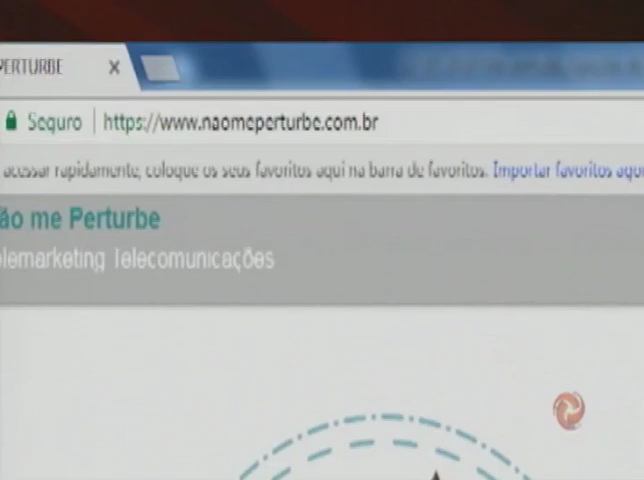 PERTURBE
Seguro https://www.naomeperturbe.com.br
acessar rapidamente, coloque os seus favoritos aqui na barra de favoritos. Importar favoritos agor
ão me Perturbe
lemarketing Telecomunicações